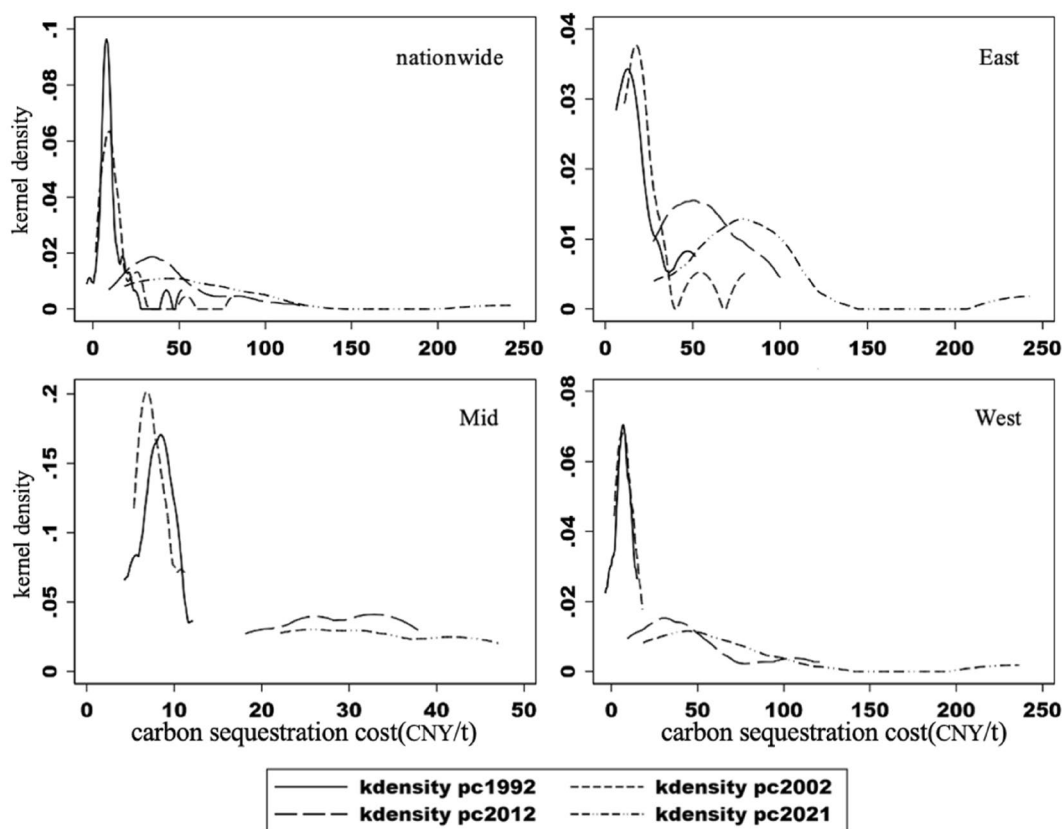 nationwide
East
kernel density
.1
.08
.06
.04
.02
0
.04
.03
.02
.01
0
0 50 100 150 200 250
0 50 100 150 200 250
Mid
West
kernel density
.2
.15
.1
.05
0
.08
.06
.04
.02
0
0 10 20 30 40 50
0 50 100 150 200 250
carbon sequestration cost(CNY/t) carbon sequestration cost(CNY/t)
kdensity pc1992 kdensity pc2002
kdensity pc2012 kdensity pc2021